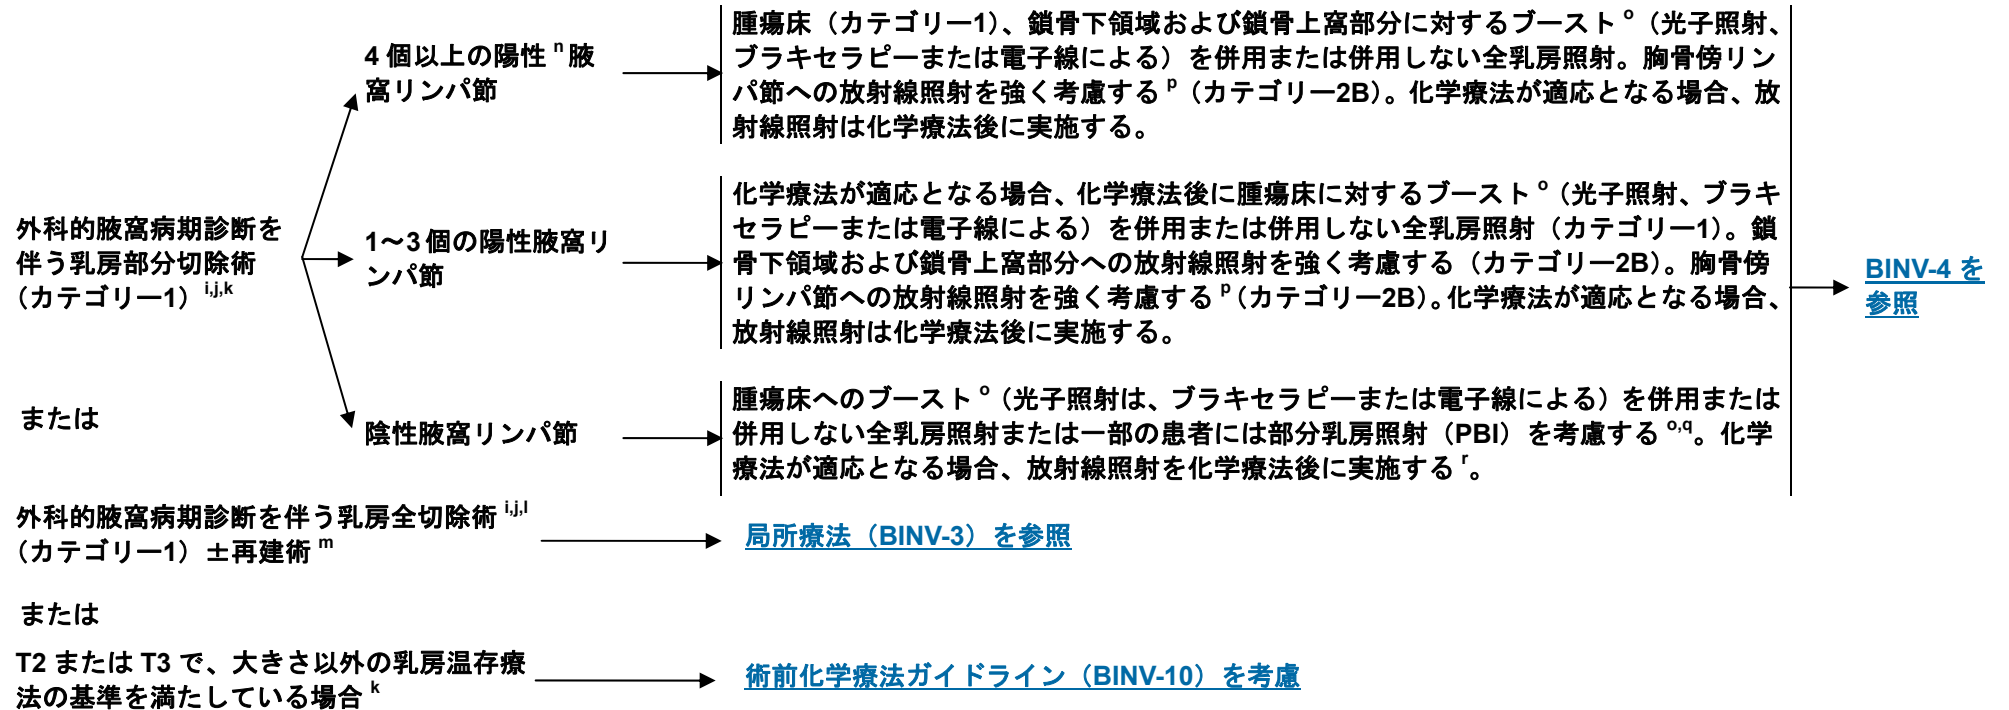 外科的腋窩病期診断を
伴う乳房部分切除術
（カテゴリー1）i,j,k
4 個以上の陽性 n 腋
窩リンパ節
腫瘍床（カテゴリー1）、鎖骨下領域および鎖骨上窩部分に対するブースト o（光子照射、
ブラキセラピーまたは電子線による）を併用または併用しない全乳房照射。胸骨傍リン
パ節への放射線照射を強く考慮する p（カテゴリー2B）。化学療法が適応となる場合、放
射線照射は化学療法後に実施する。
1～3 個の陽性腋窩リ
ンパ節
化学療法が適応となる場合、化学療法後に腫瘍床に対するブースト o（光子照射、ブラキ
セラピーまたは電子線による）を併用または併用しない全乳房照射（カテゴリー1）。鎖
骨下領域および鎖骨上窩部分への放射線照射を強く考慮する（カテゴリー2B）。胸骨傍
リンパ節への放射線照射を強く考慮する p（カテゴリー2B）。化学療法が適応となる場合、
放射線照射は化学療法後に実施する。
陰性腋窩リンパ節
腫瘍床へのブースト o（光子照射は、ブラキセラピーまたは電子線による）を併用または
併用しない全乳房照射または一部の患者には部分乳房照射（PBI）を考慮する o,q。化学
療法が適応となる場合、放射線照射を化学療法後に実施する r。
BINV-4 を
参照
または
外科的腋窩病期診断を伴う乳房全切除術 i,j,l
（カテゴリー1）±再建術 m
局所療法（BINV-3）を参照
または
T2 または T3 で、大きさ以外の乳房温存療
法の基準を満たしている場合 k
術前化学療法ガイドライン（BINV-10）を考慮